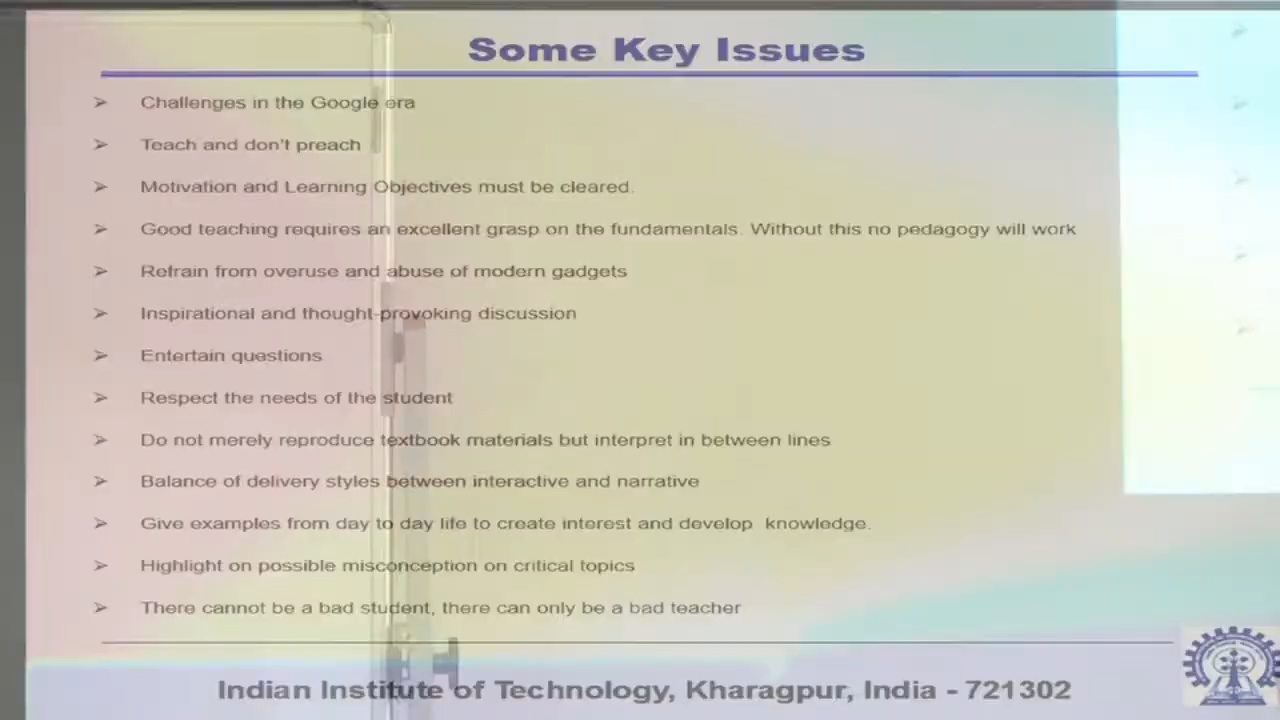 Some Key Issues
Challenges in the Google era
Teach and don't preach
Motivation and Learning Objectives must be cleared.
Good teaching requires an excellent grasp on the fundamentals. Without this no pedagogy will work
Refrain from overuse and abuse of modern gadgets
Inspirational and thought-provoking discussion
Entertain questions
Respect the needs of the student
Do not merely reproduce textbook materials but interpret in between lines
Balance of delivery styles between interactive and narrative
Give examples from day to day life to create interest and develop knowledge.
Highlight on possible misconception on critical topics
There cannot be a bad student, there can only be a bad teacher
Indian Institute of Technology, Kharagpur, India - 721302